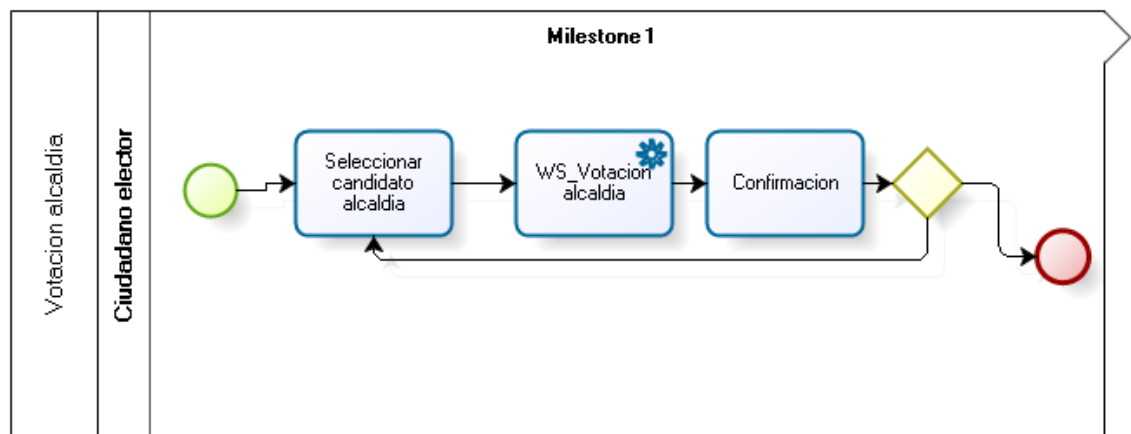 Milestone 1
Votacion alcaldia
Ciudadano elector
Seleccionar
candidato
alcaldia
WS_Votacion
alcaldia
Confirmacion